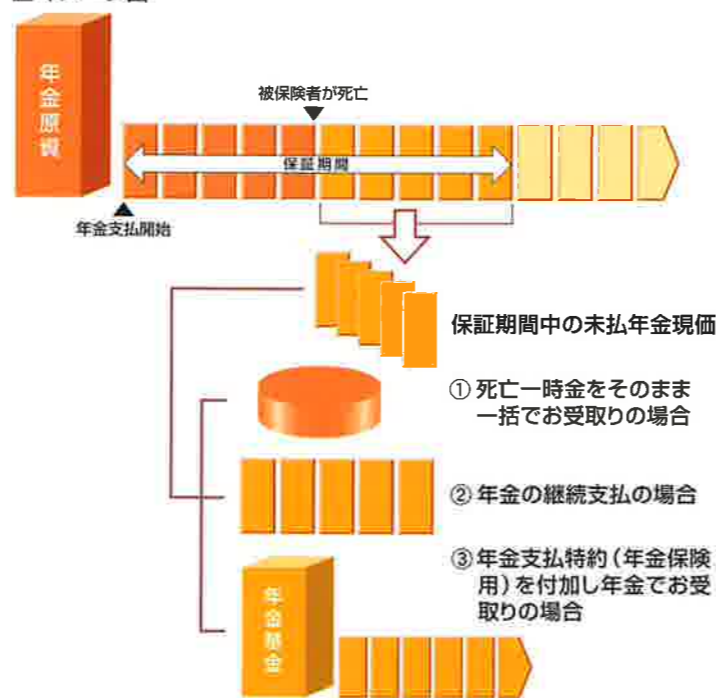 年金原資
被保険者が死亡
保証期間
年金支払開始
保証期間中の未払年金現価
① 死亡一時金をそのまま
一括でお受取りの場合
② 年金の継続支払の場合
③ 年金支払特約(年金保険
用)を付加し年金でお受
取りの場合
年金基金